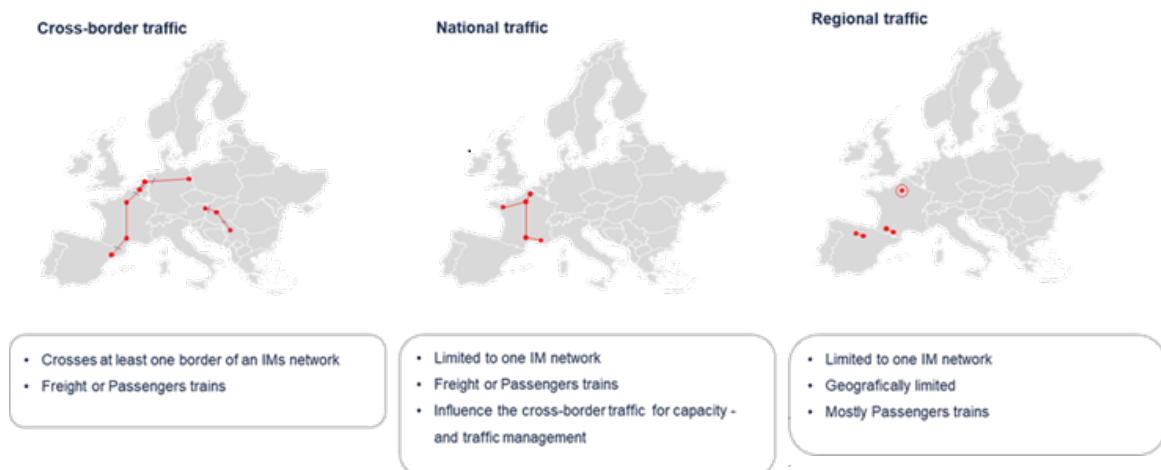 Cross-border traffic
National traffic
Regional traffic
• Crosses at least one border of an IMs network
• Freight or Passengers trains
• Limited to one IM network
• Freight or Passengers trains
• Influence the cross-border traffic for capacity -
and traffic management
• Limited to one IM network
• Geografically limited
• Mostly Passengers trains